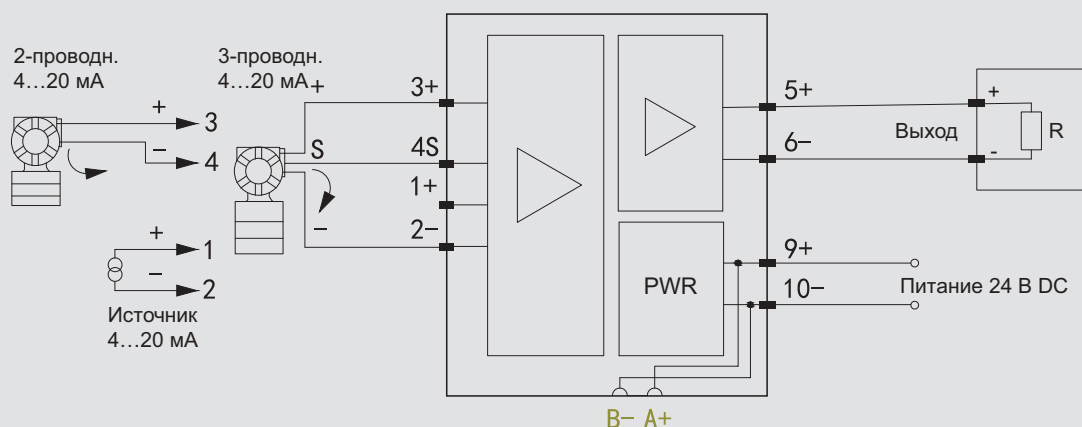 2-проводн.
4...20 мА
+
3
−
4
3-проводн.
4...20 мА
+
S
−
+
1
−
2
Источник
4...20 мА
3+
4S
1+
2−
PWR
5+
6−
9+
10−
Выход
+
-
R
Питание 24 В DC
B− A+